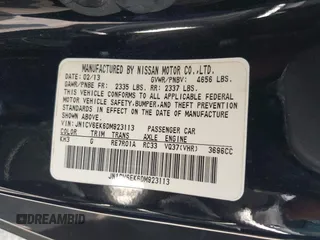 MANUFACTURED BY NISSAN MOTOR CO., LTD.
DATE: 02/13 GVWR/PNBV: 4656 LBS.
GAWR/PNBE FR: 2335 LBS. RR: 2337 LBS.
THIS VEHICLE CONFORMS TO ALL APPLICABLE
FEDERAL MOTOR VEHICLE
SAFETY, BUMPER, AND THEFT PREVENTION
STANDARDS IN EFFECT ON THE DATE OF
MANUFACTURE SHOWN ABOVE.
VIN: JN1CV6EK6DM923113 PASSENGER CAR
COLOR TRIM TRANS AXLE ENGINE
KH3 G RE7R01A RC33 VQ37(VHR) 3696CC
JN1CV6EK6DM923113
DREAMBID